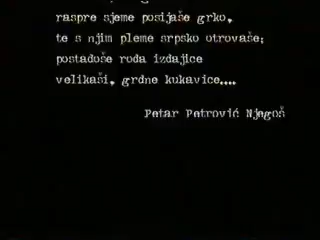 raspre sjeme posijaše grko,
te s njim pleme srpsko otrovaše;
postadoše roda izdajice
velikaši, grdne kukavice....
Petar Petrović Njegoš